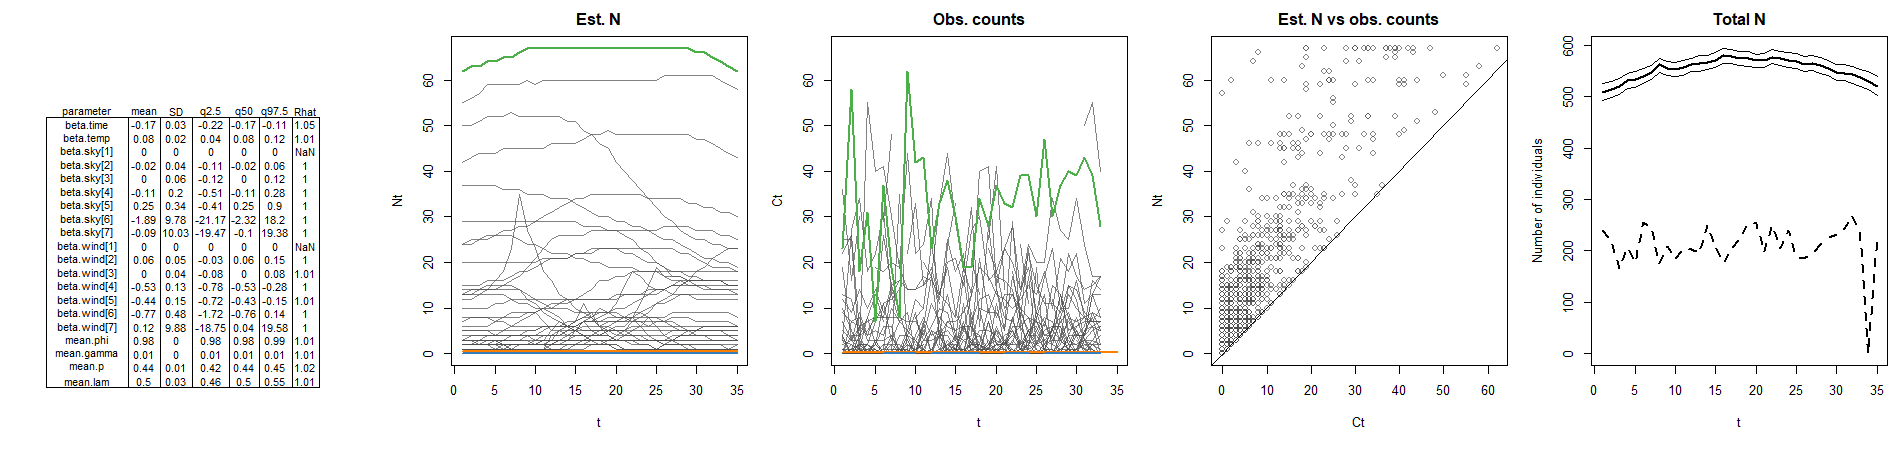 parameter mean SD q2.5 q50 q97.5 Rhat
beta.time -0.17 0.03 -0.22 -0.17 -0.11 1.05
beta.temp 0.08 0.02 0.04 0.08 0.12 1.01
beta.sky[1] 0 0 0 0 0 NaN
beta.sky[2] -0.02 0.04 -0.11 -0.02 0.06 1
beta.sky[3] 0 0.06 -0.12 0 0.12 1
beta.sky[4] -0.11 0.2 -0.51 -0.11 0.28 1
beta.sky[5] 0.25 0.34 -0.41 0.25 0.9 1
beta.sky[6] -1.89 9.78 -21.17 -2.32 18.2 1
beta.sky[7] -0.09 10.03 -19.47 -0.1 19.38 1
beta.wind[1] 0 0 0 0 0 NaN
beta.wind[2] 0.06 0.05 -0.03 0.06 0.15 1
beta.wind[3] 0 0.04 -0.08 0 0.08 1.01
beta.wind[4] -0.53 0.13 -0.78 -0.53 -0.28 1
beta.wind[5] -0.44 0.15 -0.72 -0.43 -0.15 1.01
beta.wind[6] -0.77 0.48 -1.72 -0.76 0.14 1
beta.wind[7] 0.12 9.88 -18.75 0.04 19.58 1
mean.phi 0.98 0 0.98 0.98 0.99 1.01
mean.gamma 0.01 0 0.01 0.01 0.01 1.01
mean.p 0.44 0.01 0.42 0.44 0.45 1.02
mean.lam 0.5 0.03 0.46 0.5 0.55 1.01
Est. N
Nt
60
50
40
30
20
10
0
0 5 10 15 20 25 30 35
t
Obs. counts
Ct
60
50
40
30
20
10
0
0 5 10 15 20 25 30 35
t
Est. N vs obs. counts
Nt
60
50
40
30
20
10
0
0 10 20 30 40 50 60
Ct
Total N
Number of individuals
600
500
400
300
200
100
0
0 5 10 15 20 25 30 35
t